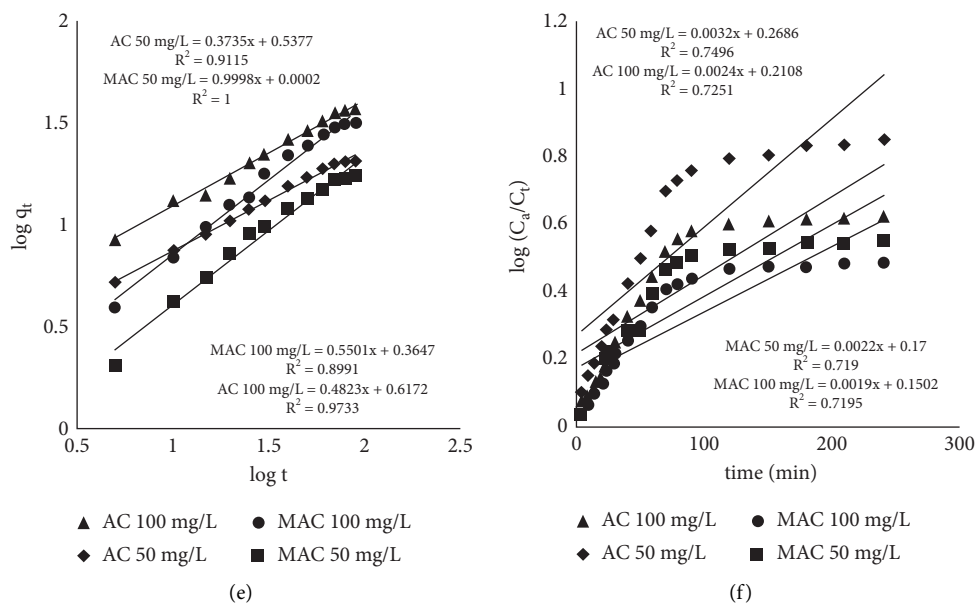 2
AC 50 mg/L = 0.3735x + 0.5377
R² = 0.9115
MAC 50 mg/L = 0.9998x + 0.0002
R² = 1
1.5
log qt
1
0.5
MAC 100 mg/L = 0.5501x + 0.3647
R² = 0.8991
AC 100 mg/L = 0.4823x + 0.6172
R² = 0.9733
0
0.5 1 1.5 2 2.5
log t
▲ AC 100 mg/L ● MAC 100 mg/L
◆ AC 50 mg/L ■ MAC 50 mg/L
(e)
AC 50 mg/L = 0.0032x + 0.2686
R² = 0.7496
AC 100 mg/L = 0.0024x + 0.2108
R² = 0.7251
1.2
1
0.8
log (Ca/Ct)
0.6
0.4
0.2
MAC 50 mg/L = 0.0022x + 0.17
R² = 0.719
MAC 100 mg/L = 0.0019x + 0.1502
R² = 0.7195
0
0 100 200 300
time (min)
▲ AC 100 mg/L ● MAC 100 mg/L
◆ AC 50 mg/L ■ MAC 50 mg/L
(f)